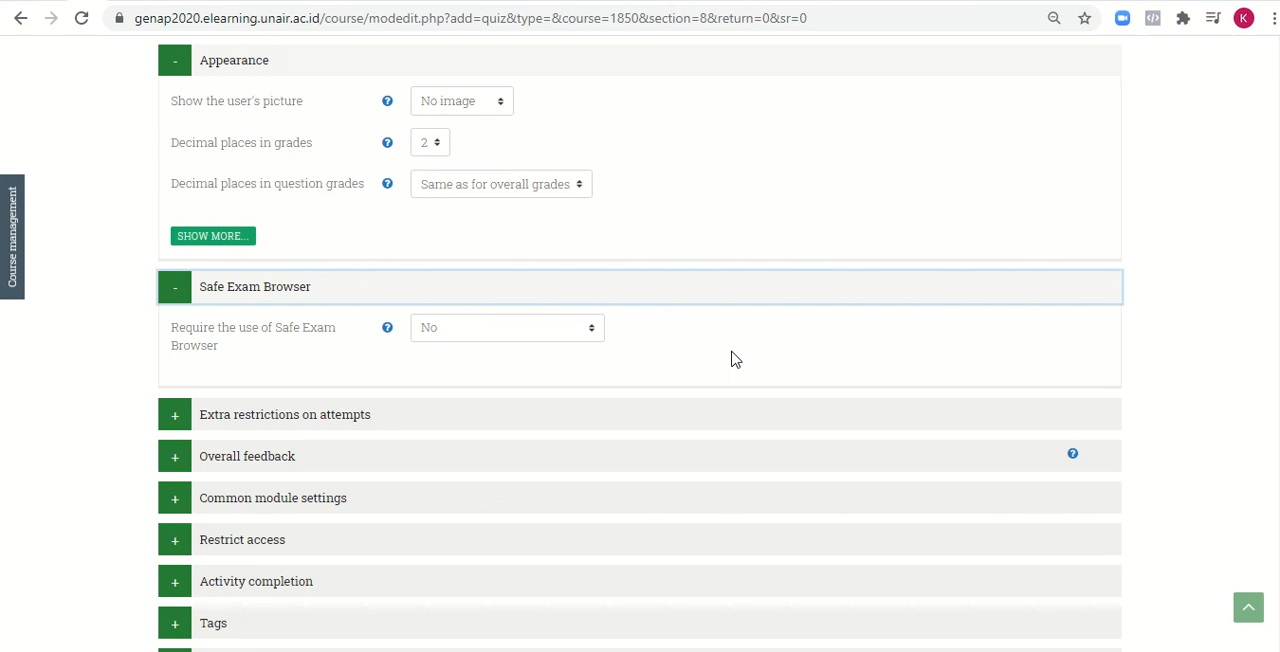 genap2020.elearning.unair.ac.id/course/modedit.php?add=quiz&type=&course=1850&section=8&return=0&sr=0
K
Course management
- Appearance
Show the user's picture ? No image
Decimal places in grades ? 2
Decimal places in question grades ? Same as for overall grades
SHOW MORE...
- Safe Exam Browser
Require the use of Safe Exam ? No
Browser
+ Extra restrictions on attempts
+ Overall feedback ?
+ Common module settings
+ Restrict access
+ Activity completion
+ Tags